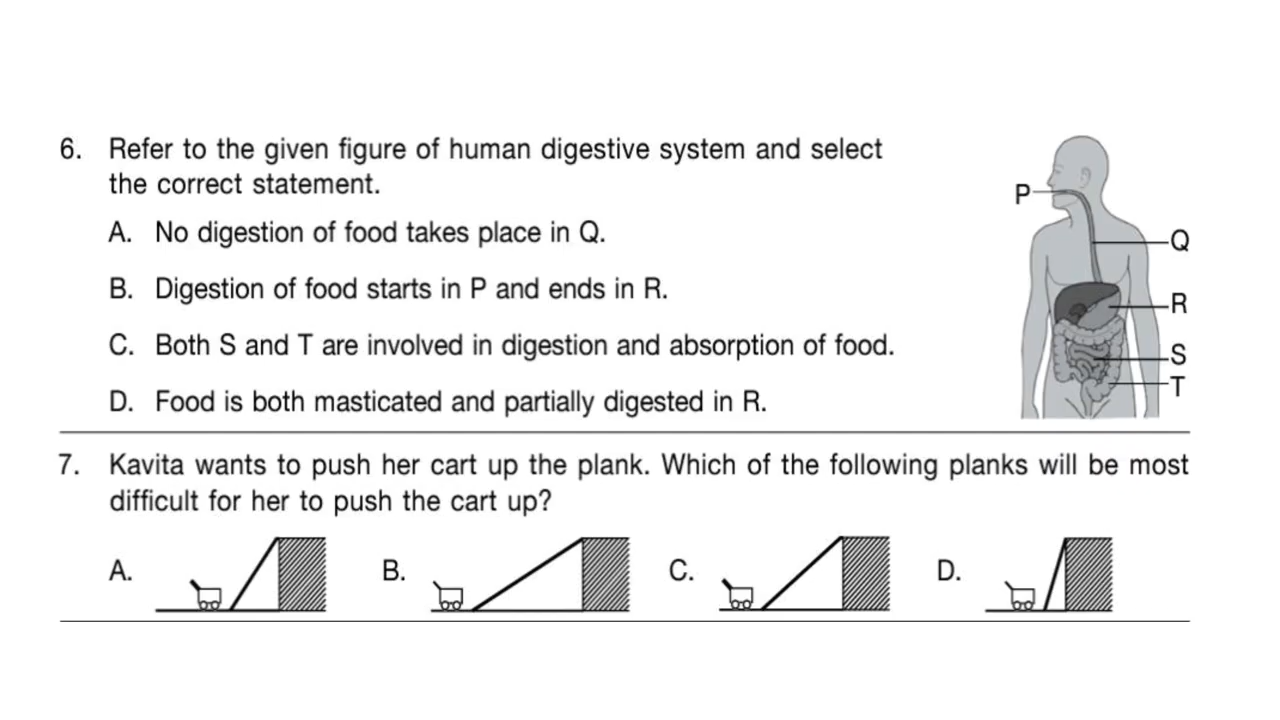 6. Refer to the given figure of human digestive system and select
the correct statement.
A. No digestion of food takes place in Q.
B. Digestion of food starts in P and ends in R.
C. Both S and T are involved in digestion and absorption of food.
D. Food is both masticated and partially digested in R.
P
Q
R
S
T
7. Kavita wants to push her cart up the plank. Which of the following planks will be most
difficult for her to push the cart up?
A. B. C. D.